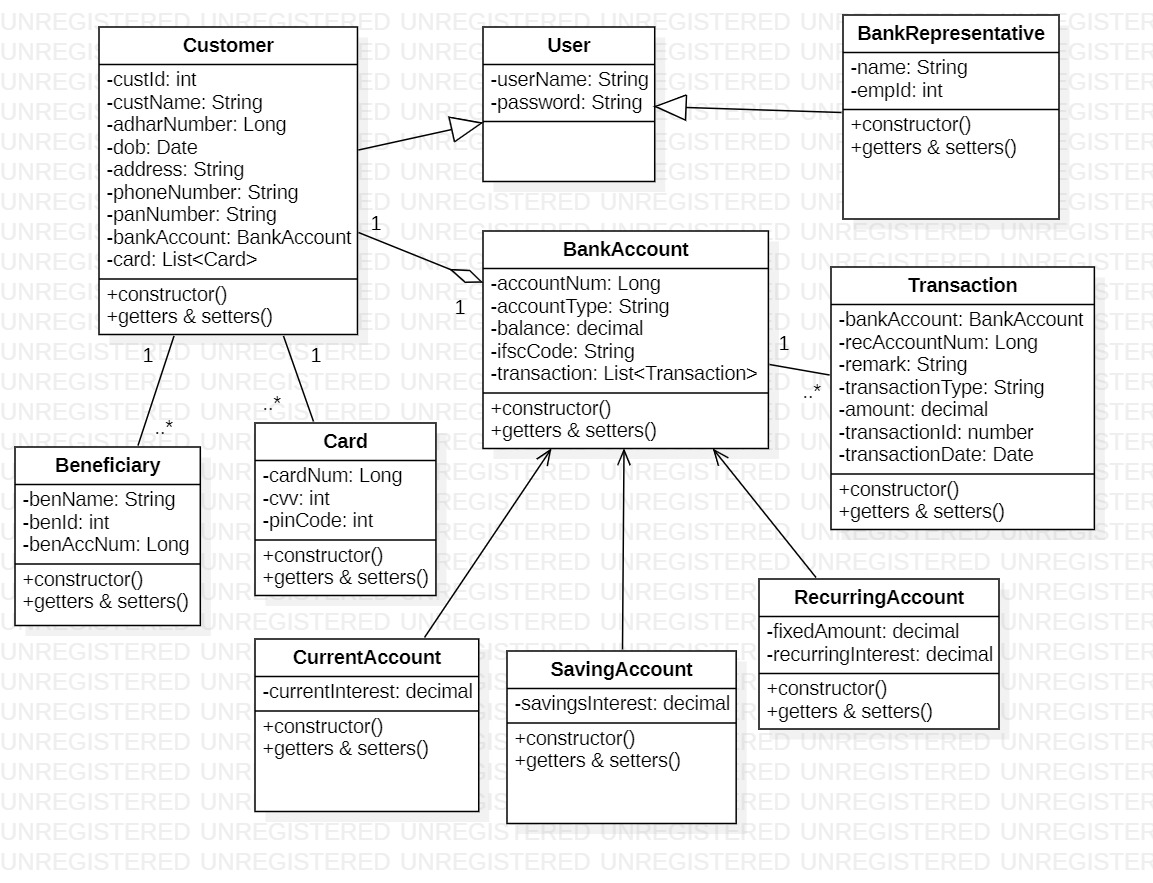 Customer
-custId: int
-custName: String
-adharNumber: Long
-dob: Date
-address: String
-phoneNumber: String
-panNumber: String
-bankAccount: BankAccount
-card: List<Card>
+constructor()
+getters & setters()
User
-userName: String
-password: String
BankRepresentative
-name: String
-empId: int
+constructor()
+getters & setters()
1
1
BankAccount
-accountNum: Long
-accountType: String
-balance: decimal
-ifscCode: String
-transaction: List<Transaction>
+constructor()
+getters & setters()
1
..*
Transaction
-bankAccount: BankAccount
-recAccountNum: Long
-remark: String
-transactionType: String
-amount: decimal
-transactionId: number
-transactionDate: Date
+constructor()
+getters & setters()
1
..*
1
..*
Beneficiary
-benName: String
-benId: int
-benAccNum: Long
+constructor()
+getters & setters()
Card
-cardNum: Long
-cvv: int
-pinCode: int
+constructor()
+getters & setters()
CurrentAccount
-currentInterest: decimal
+constructor()
+getters & setters()
SavingAccount
-savingsInterest: decimal
+constructor()
+getters & setters()
RecurringAccount
-fixedAmount: decimal
-recurringInterest: decimal
+constructor()
+getters & setters()
UNREGISTERED